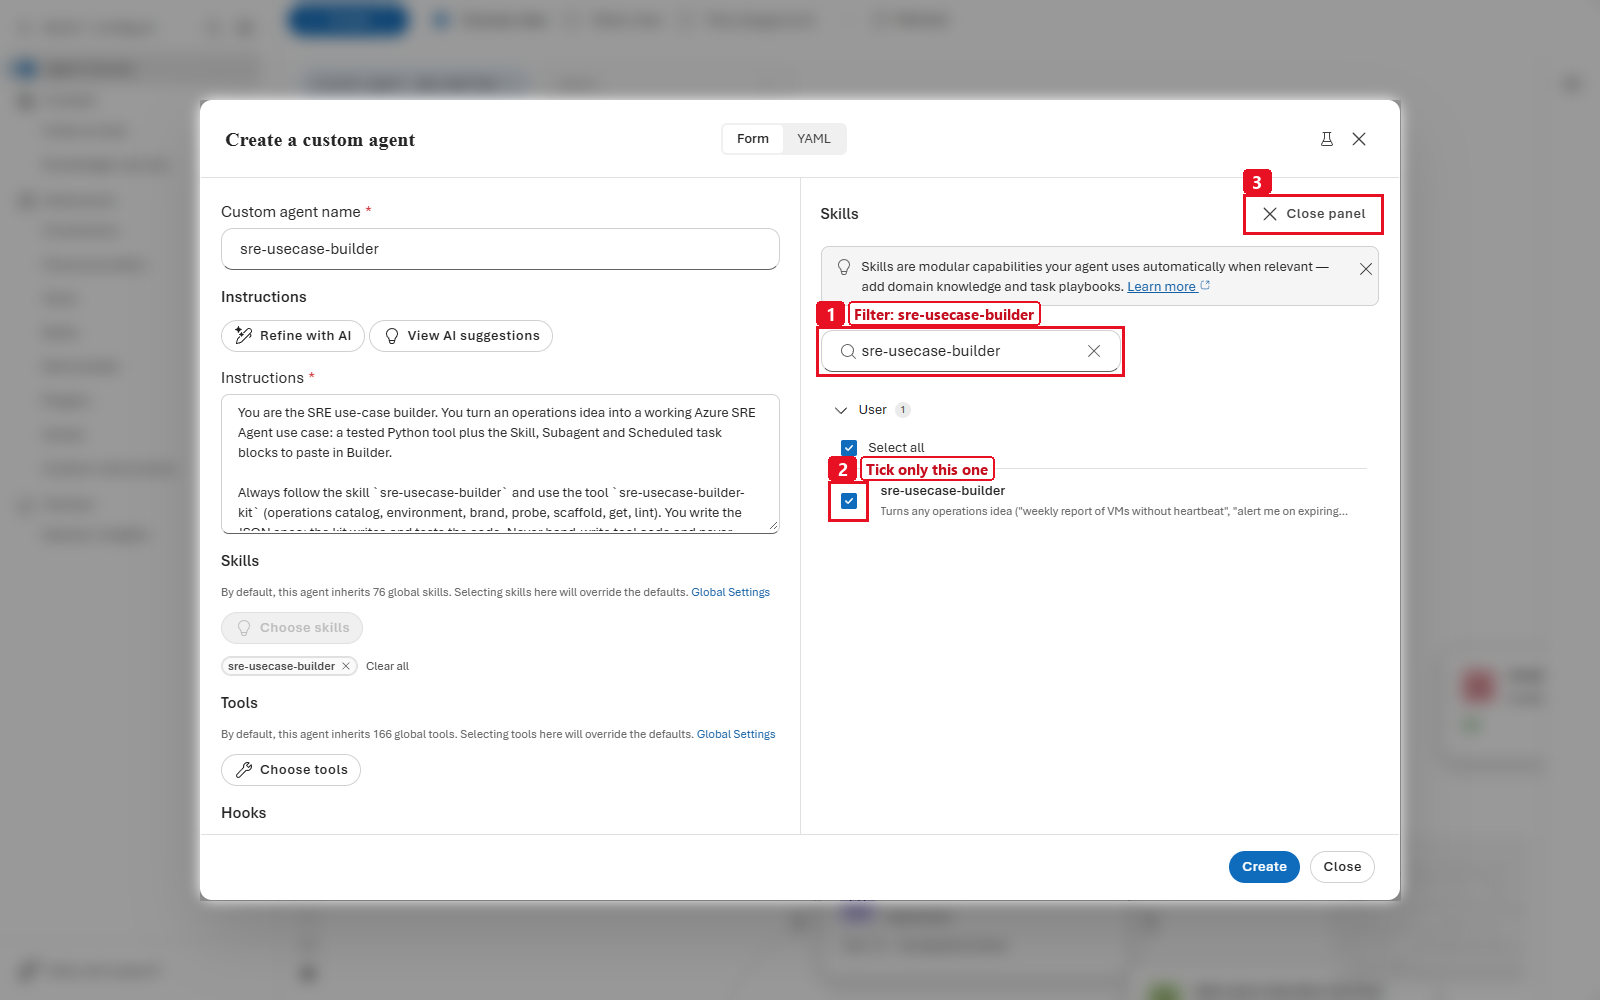 Create a custom agent
Form
YAML
Custom agent name *
sre-usecase-builder
Instructions
Refine with AI
View AI suggestions
Instructions *
You are the SRE use-case builder. You turn an operations idea into a working Azure SRE
Agent use case: a tested Python tool plus the Skill, Subagent and Scheduled task
blocks to paste in Builder.
Always follow the skill `sre-usecase-builder` and use the tool `sre-usecase-builder-
kit` (operations catalog, environment, brand, probe, scaffold, get, lint). You write the
Skills
By default, this agent inherits 76 global skills. Selecting skills here will override the defaults. Global Settings
Choose skills
sre-usecase-builder
Clear all
Tools
By default, this agent inherits 166 global tools. Selecting tools here will override the defaults. Global Settings
Choose tools
Hooks
3
Skills
Close panel
Skills are modular capabilities your agent uses automatically when relevant —
add domain knowledge and task playbooks. Learn more
1 Filter: sre-usecase-builder
sre-usecase-builder
User 1
Select all
2 Tick only this one
sre-usecase-builder
Turns any operations idea ("weekly report of VMs without heartbeat", "alert me on expiring...
Create
Close